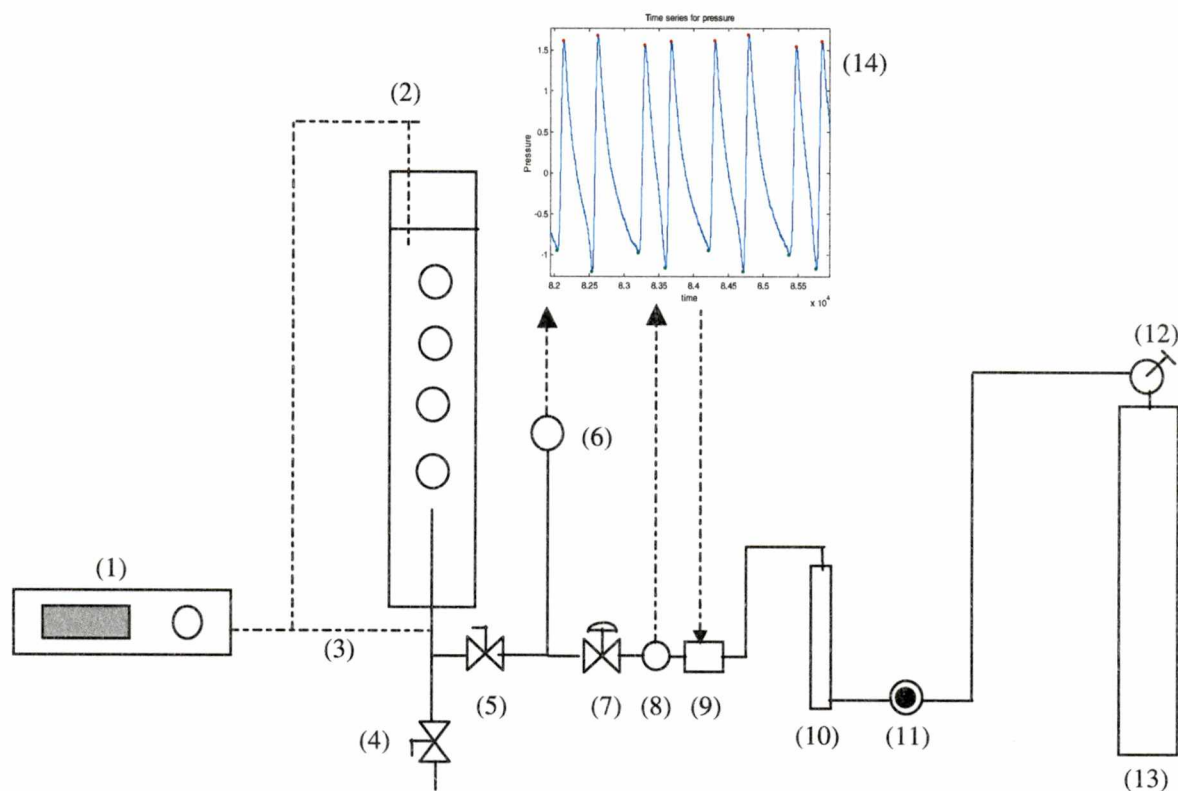 Time series for pressure
(14)
1.5
1
0.5
0
-0.5
-1
Pressure
8.2 8.25 8.3 8.35 8.4 8.45 8.5 8.55
time
x 10⁴
(2)
(12)
(6)
(1)
(3)
(5) (7) (8) (9) (10) (11)
(4)
(13)